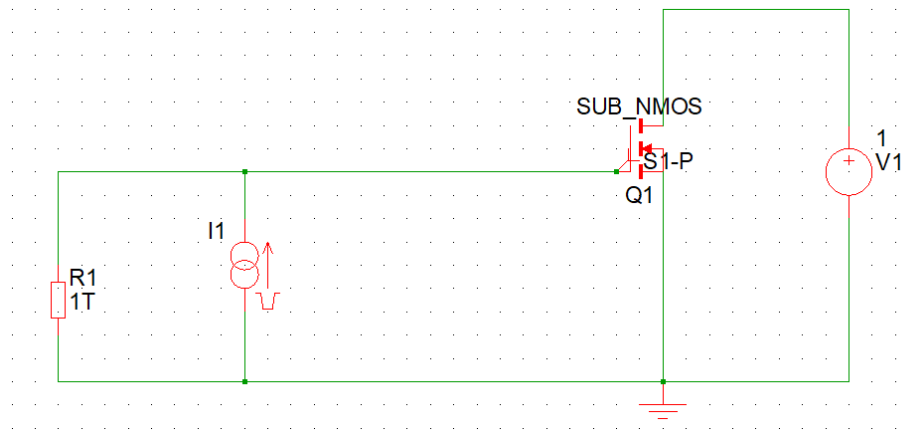 SUB_NMOS
S1-P
Q1
1
V1
I1
R1
1T